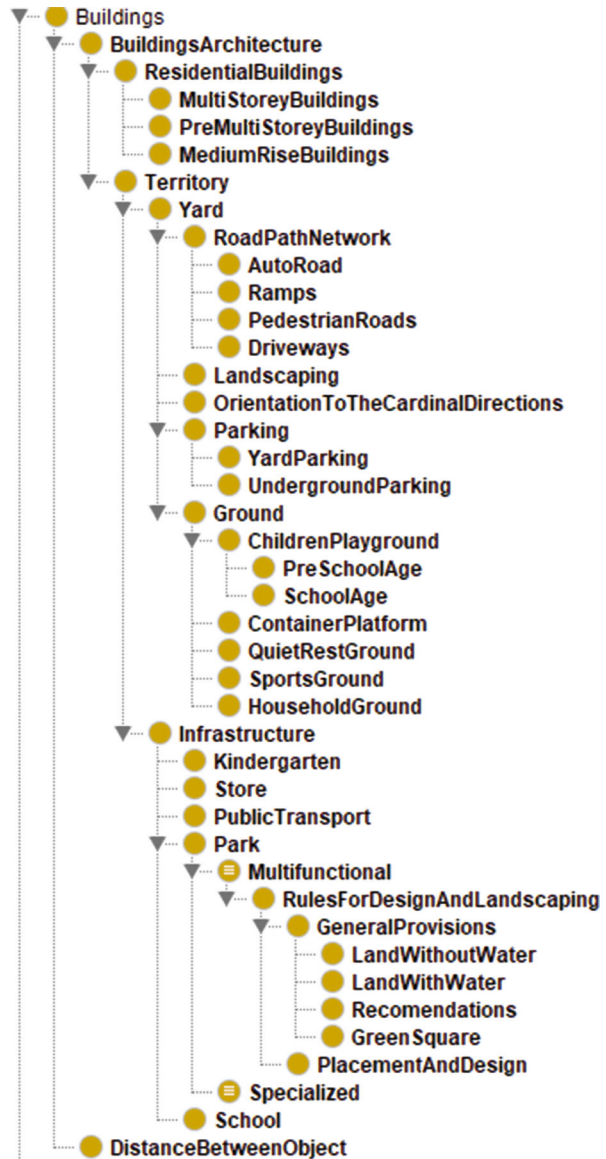 Buildings
BuildingsArchitecture
ResidentialBuildings
MultiStoreyBuildings
PreMultiStoreyBuildings
MediumRiseBuildings
Territory
Yard
RoadPathNetwork
AutoRoad
Ramps
PedestrianRoads
Driveways
Landscaping
OrientationToTheCardinalDirections
Parking
YardParking
UndergroundParking
Ground
ChildrenPlayground
PreSchoolAge
SchoolAge
ContainerPlatform
QuietRestGround
SportsGround
HouseholdGround
Infrastructure
Kindergarten
Store
PublicTransport
Park
Multifunctional
RulesForDesignAndLandscaping
GeneralProvisions
LandWithoutWater
LandWithWater
Recomendations
GreenSquare
PlacementAndDesign
Specialized
School
DistanceBetweenObject